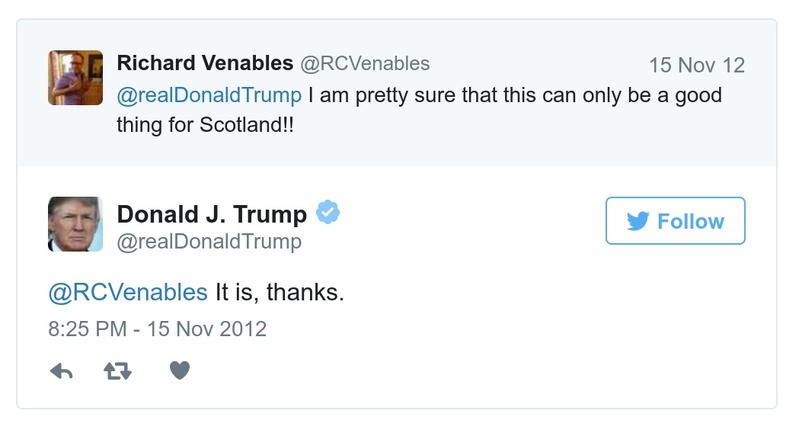 Richard Venables @RCVenables 15 Nov 12
@realDonaldTrump I am pretty sure that this can only be a good
thing for Scotland!!
Donald J. Trump
@realDonaldTrump
Follow
@RCVenables It is, thanks.
8:25 PM - 15 Nov 2012